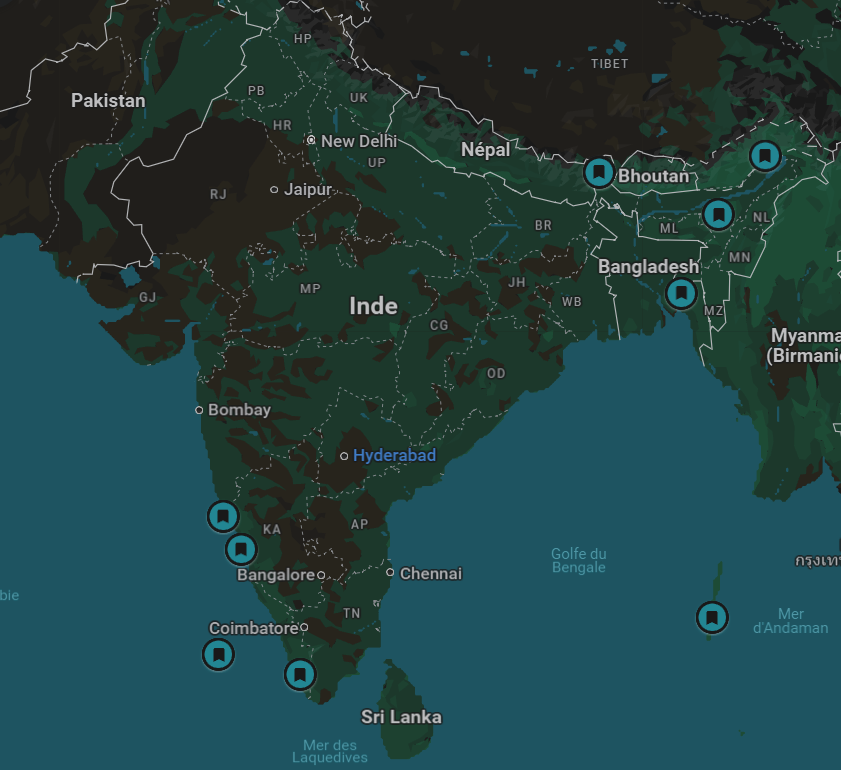 HP
TIBET
PB
UK
Pakistan
HR
New Delhi
Népal
UP
Bhoutan
Jaipur
RJ
NL
BR
ML
MN
Bangladesh
JH
MP
GJ
WB
Inde
MZ
CG
Myanma
(Birmanie
OD
Bombay
Hyderabad
AP
KA
Golfe du
Bengale
กรุงเท
Bangalore
Chennai
bie
TN
Mer
d'Andaman
Coimbatore
Sri Lanka
Mer des
Laquedives